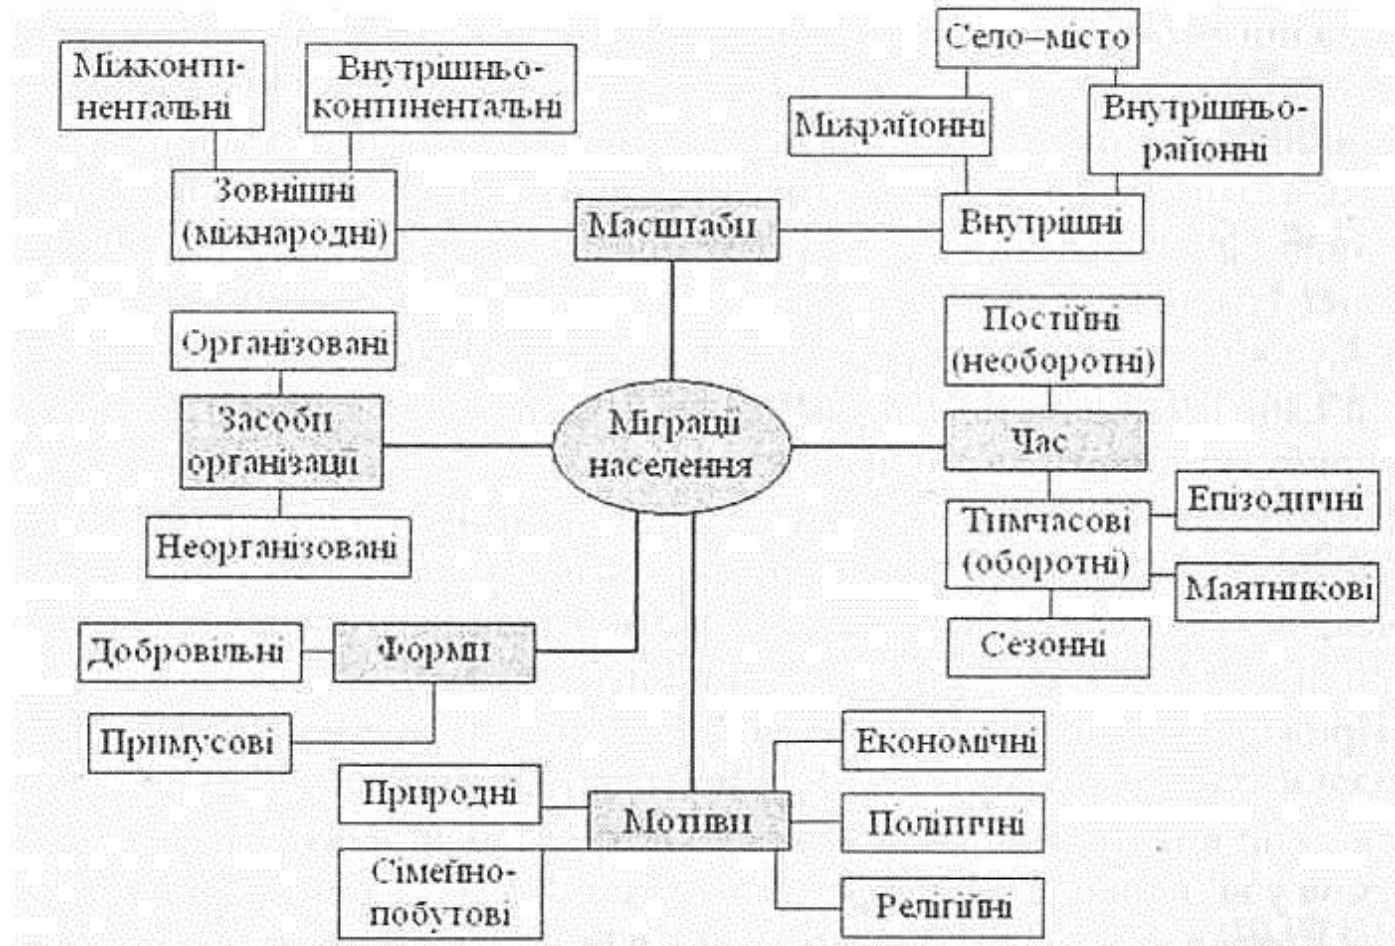 Село–місто
Міжконти-
нентальні
Внутрішньо-
континентальні
Міжрайонні
Внутрішньо-
районні
Зовнішні
(міжнародні)
Масштаби
Внутрішні
Організовані
Постійні
(необоротні)
Засоби
організації
Міграції
населення
Час
Неорганізовані
Тимчасові
(оборотні)
Епізодичні
Маятникові
Сезонні
Добровільні
Форми
Примусові
Економічні
Природні
Мотиви
Політичні
Сімейно-
побутові
Релігійні